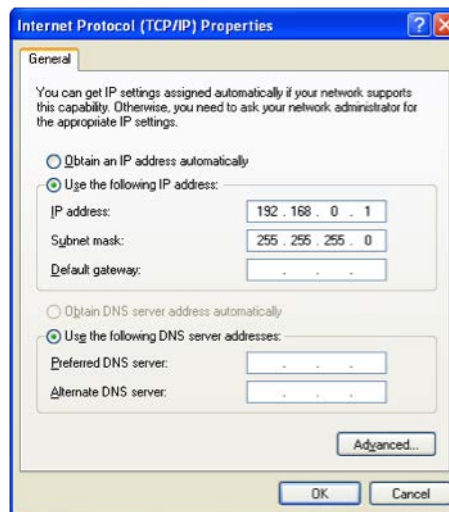 Internet Protocol (TCP/IP) Properties
General
You can get IP settings assigned automatically if your network supports
this capability. Otherwise, you need to ask your network administrator for
the appropriate IP settings.
Obtain an IP address automatically
Use the following IP address:
IP address: 192 . 168 . 0 . 1
Subnet mask: 255 . 255 . 255 . 0
Default gateway: . . .
Obtain DNS server address automatically
Use the following DNS server addresses:
Preferred DNS server: . . .
Alternate DNS server: . . .
Advanced...
OK Cancel